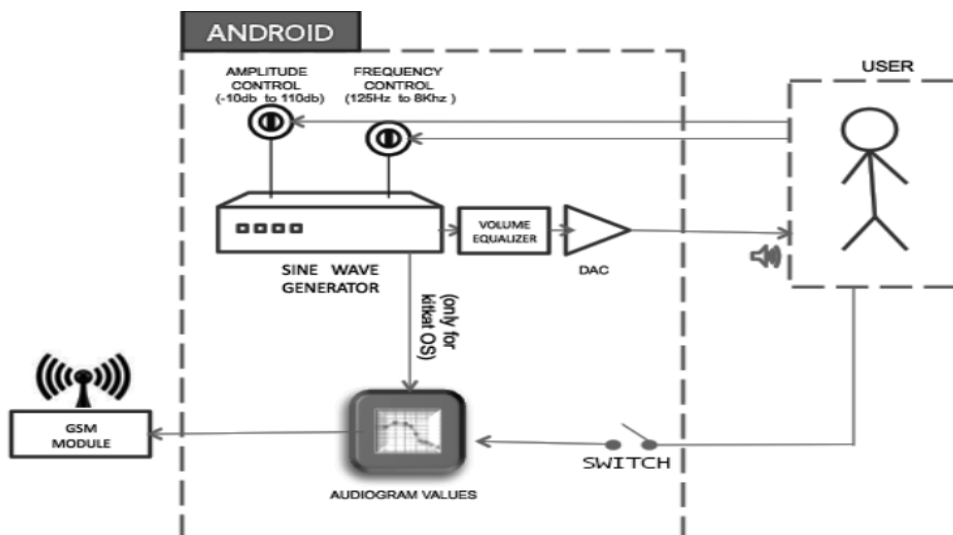 ANDROID
AMPLITUDE
CONTROL
(-10db to 110db)
FREQUENCY
CONTROL
(125Hz to 8Khz )
USER
VOLUME
EQUALIZER
DAC
SINE WAVE
GENERATOR
(only for
kitkat OS)
GSM
MODULE
SWITCH
AUDIOGRAM VALUES